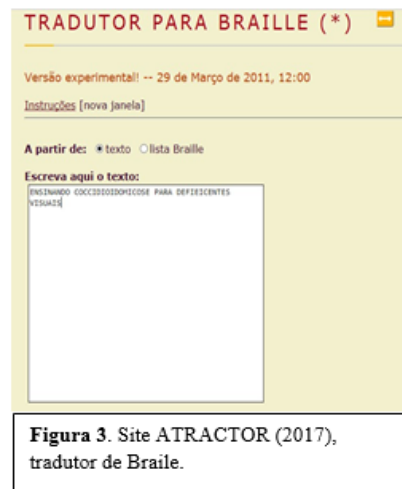 TRADUTOR PARA BRAILLE (*)
Versão experimental! -- 29 de Março de 2011, 12:00
Instruções [nova janela]
A partir de: texto lista Braille
Escreva aqui o texto:
ENSINANDO COCCIDIOIDOMICOSE PARA DEFIEICENTES
VISUAIS
Figura 3. Site ATRACTOR (2017),
tradutor de Braile.